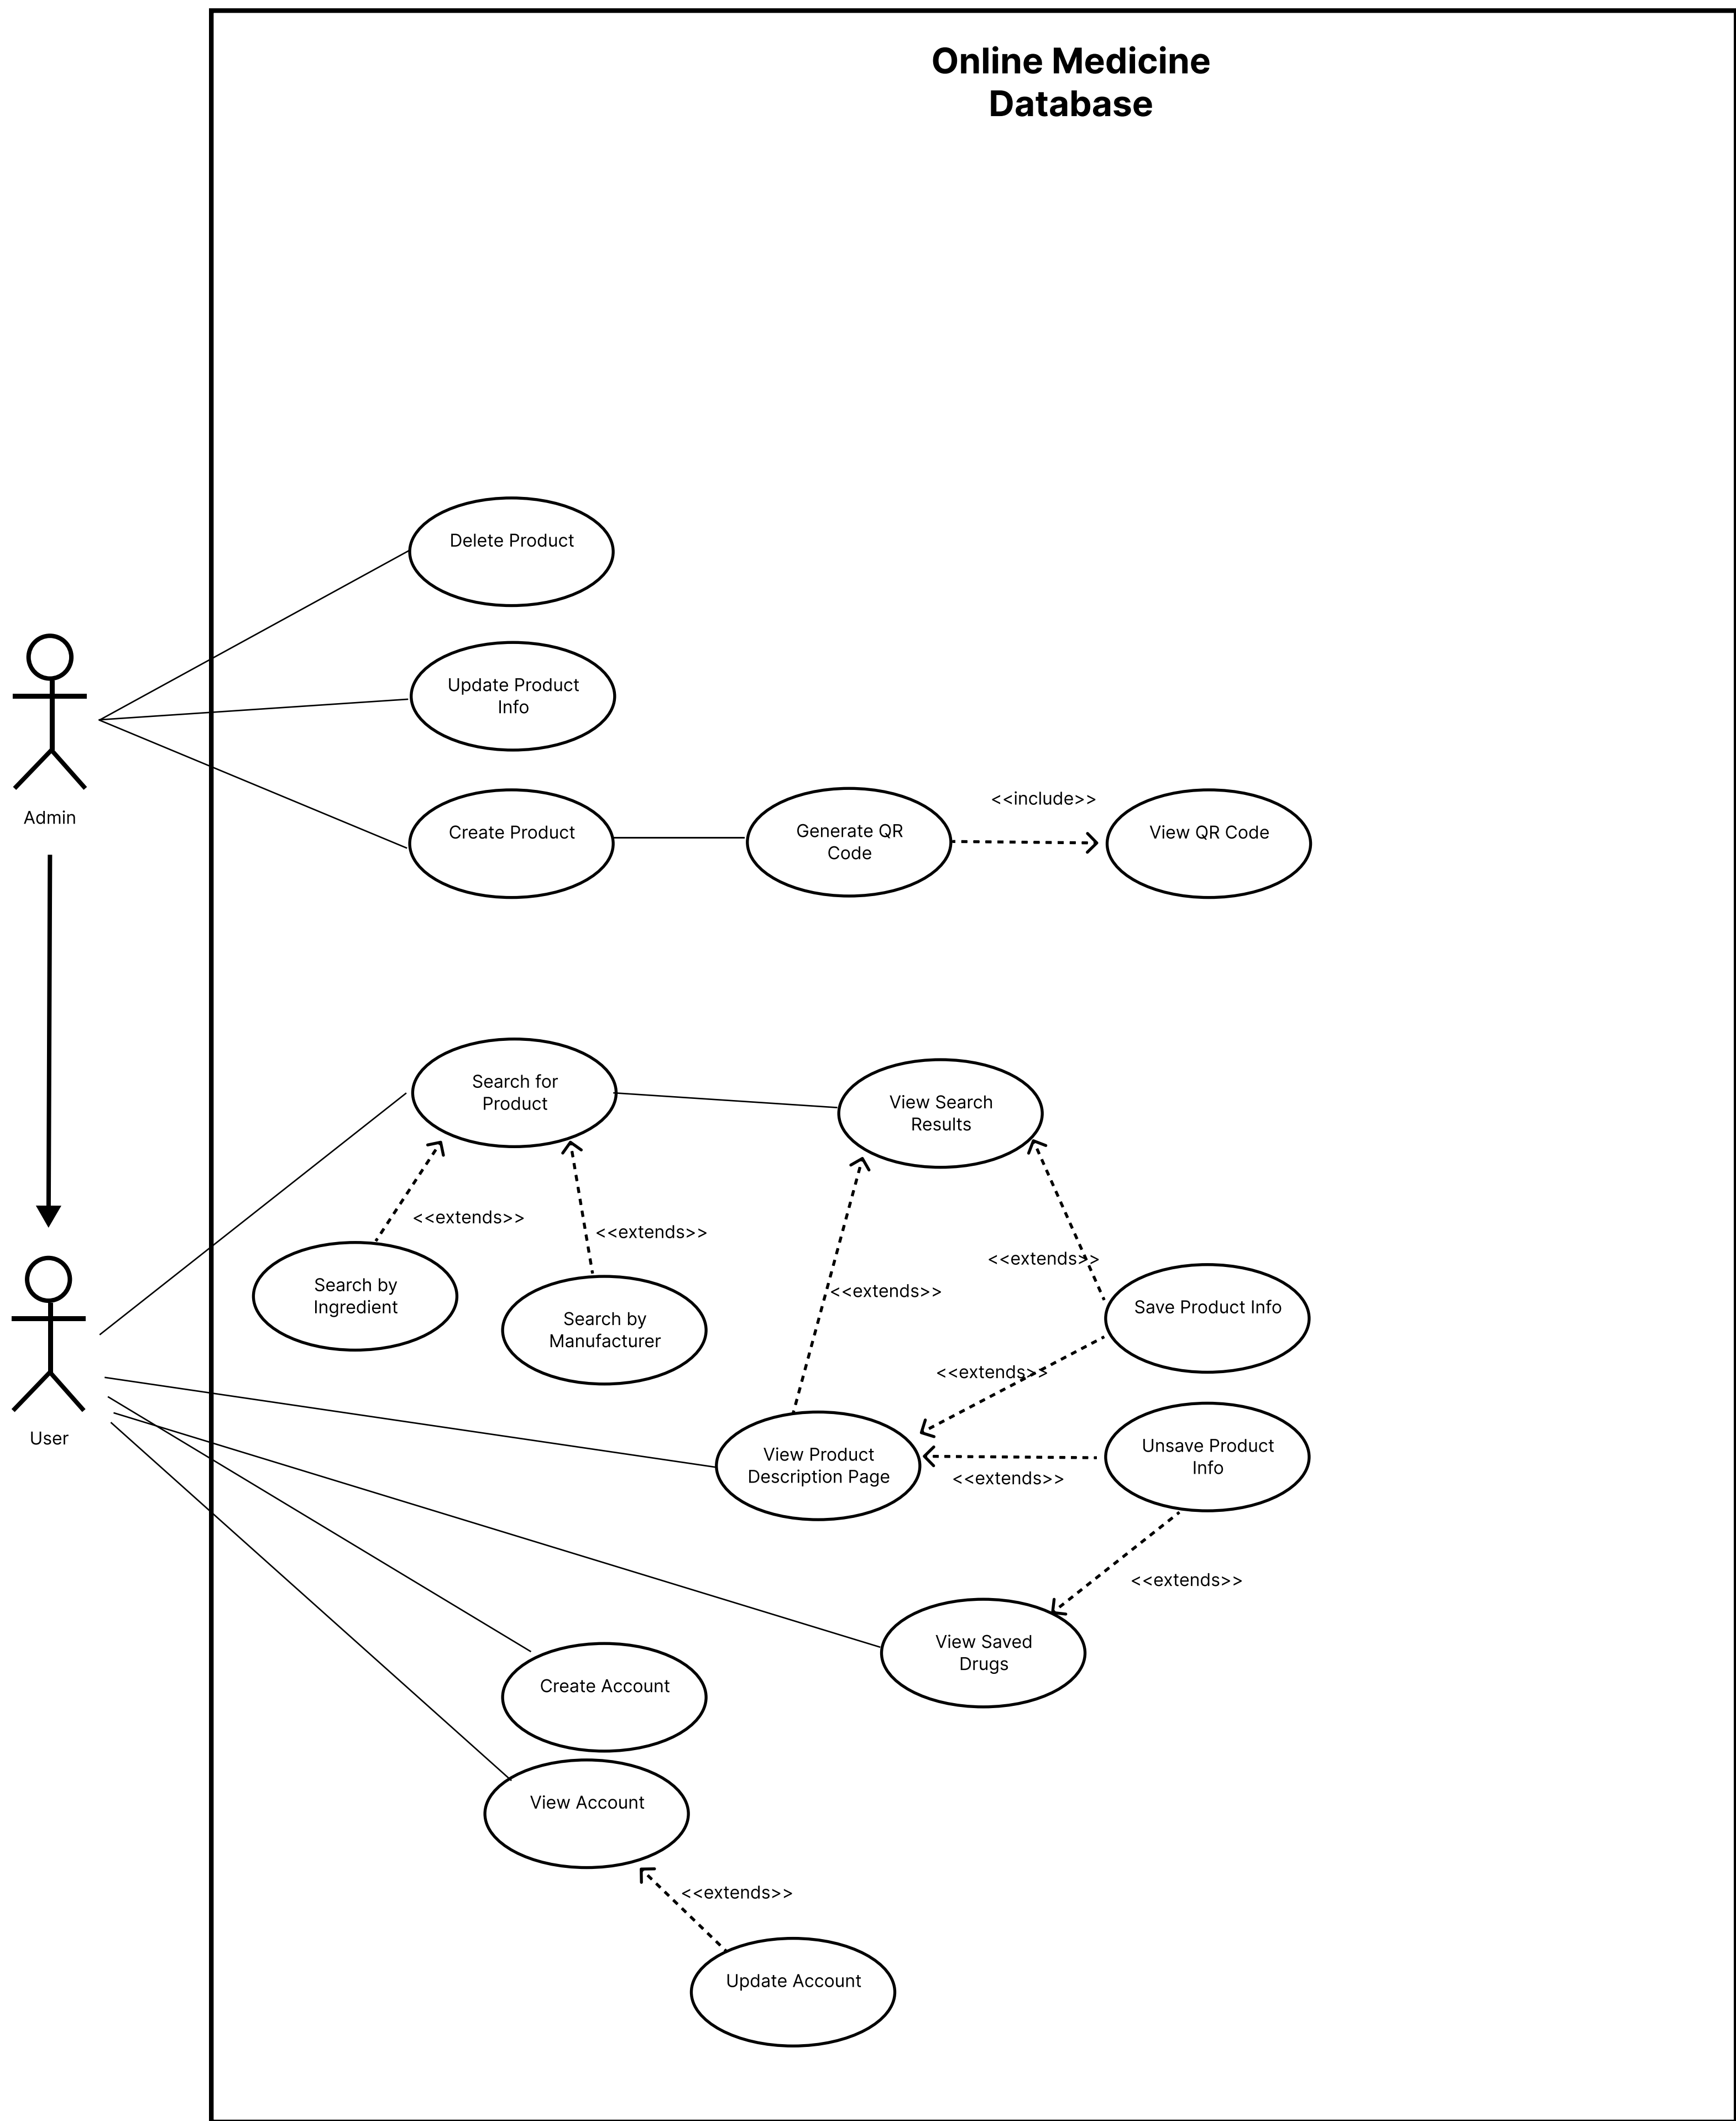 Online Medicine
Database
Delete Product
Update Product
Info
Admin
Create Product
Generate QR
Code
<<include>>
View QR Code
Search for
Product
View Search
Results
<<extends>>
<<extends>>
<<extends>>
<<extends>>
Search by
Ingredient
Search by
Manufacturer
Save Product Info
<<extends>>
User
View Product
Description Page
Unsave Product
Info
<<extends>>
<<extends>>
View Saved
Drugs
Create Account
View Account
<<extends>>
Update Account